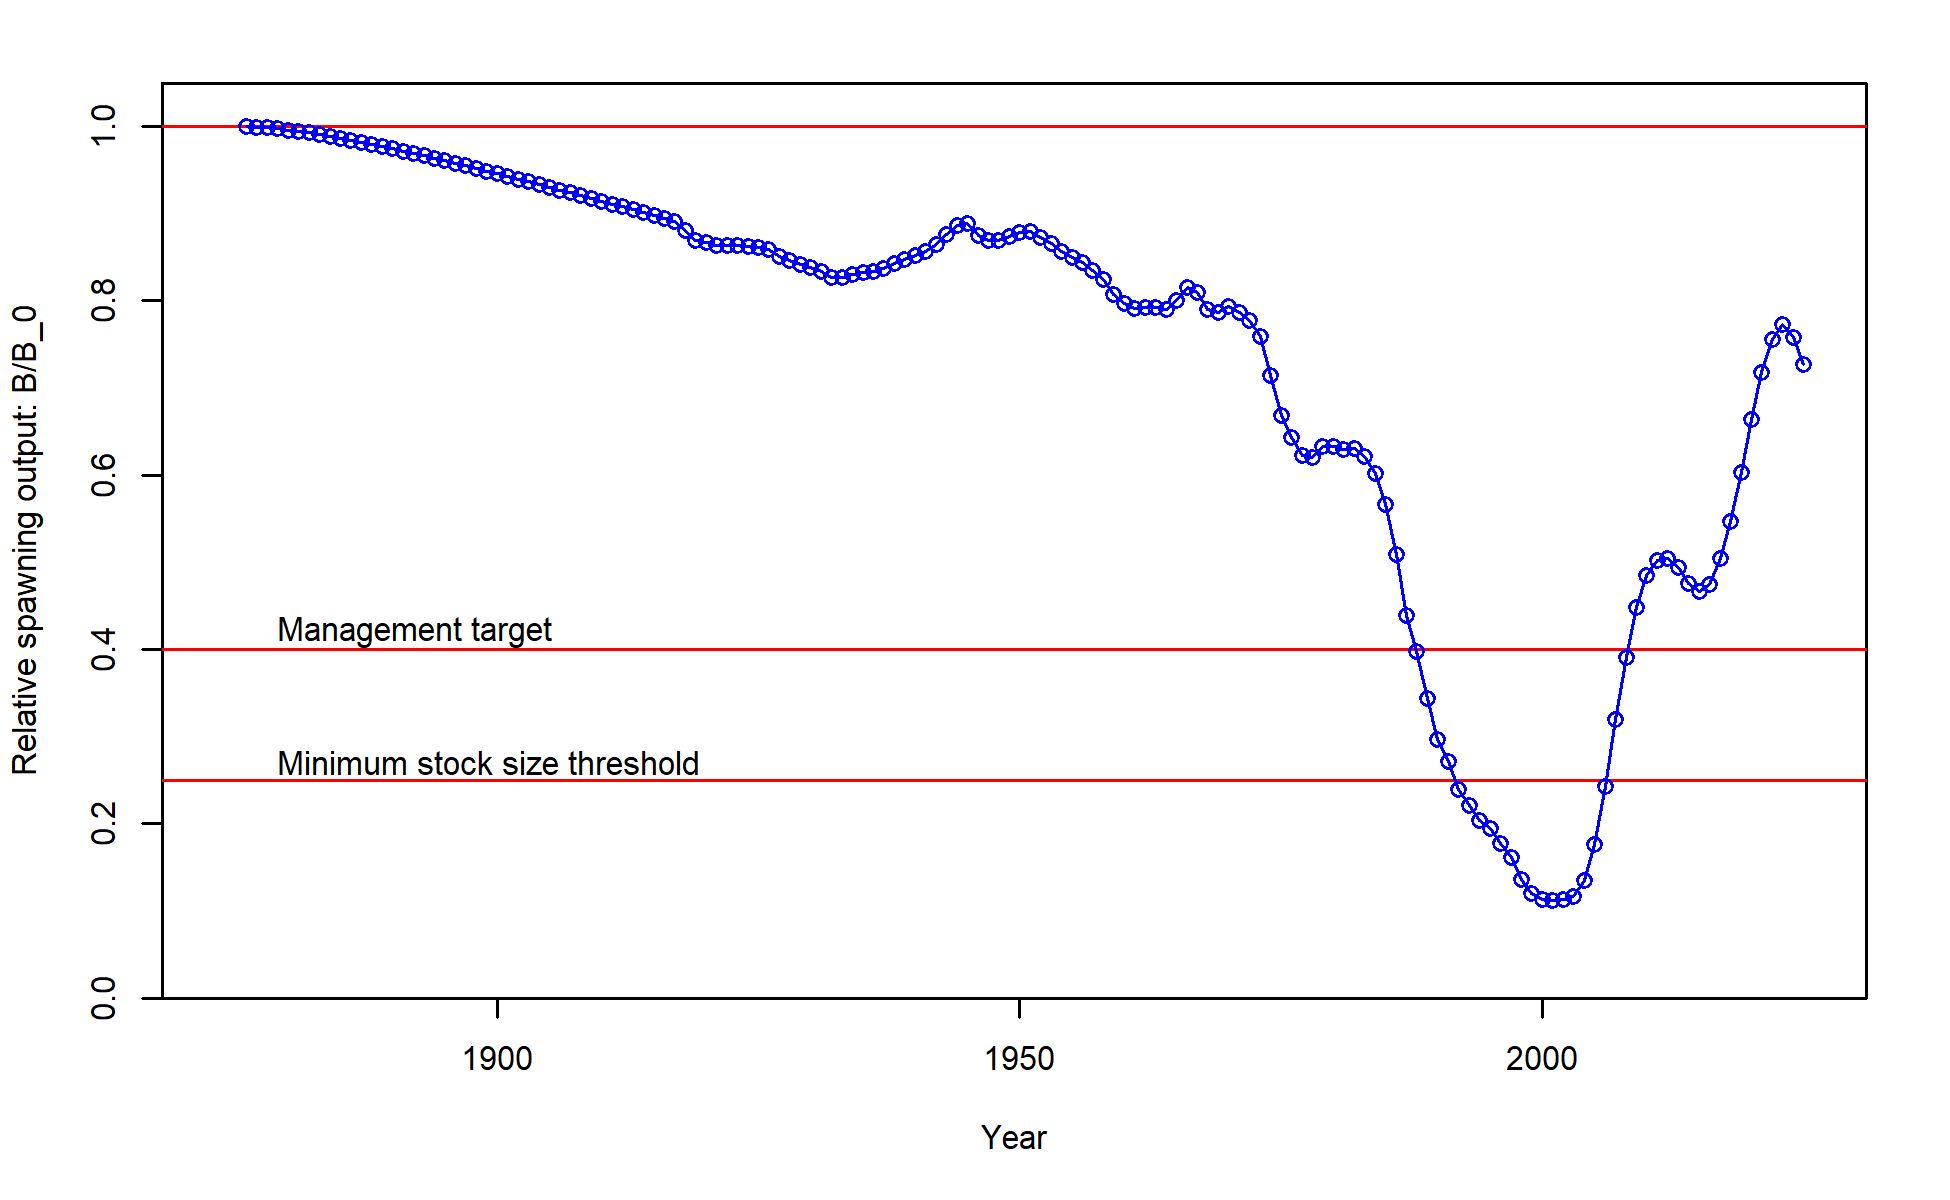 Relative spawning output: B/B_0
1.0
0.8
0.6
0.4
0.2
0.0
Management target
Minimum stock size threshold
1900
1950
2000
Year